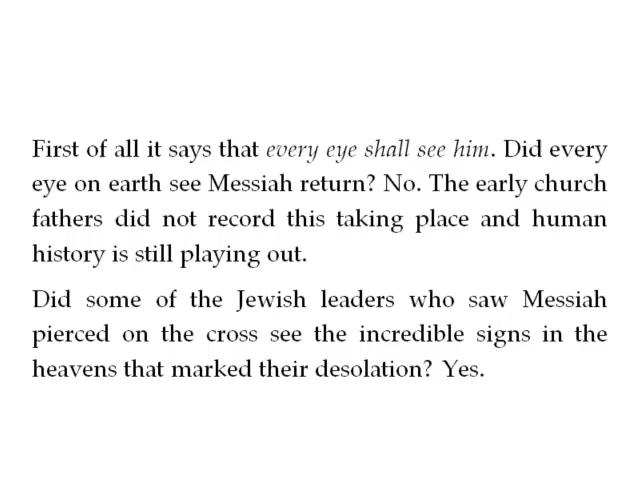 First of all it says that every eye shall see him. Did every
eye on earth see Messiah return? No. The early church
fathers did not record this taking place and human
history is still playing out.
Did some of the Jewish leaders who saw Messiah
pierced on the cross see the incredible signs in the
heavens that marked their desolation? Yes.